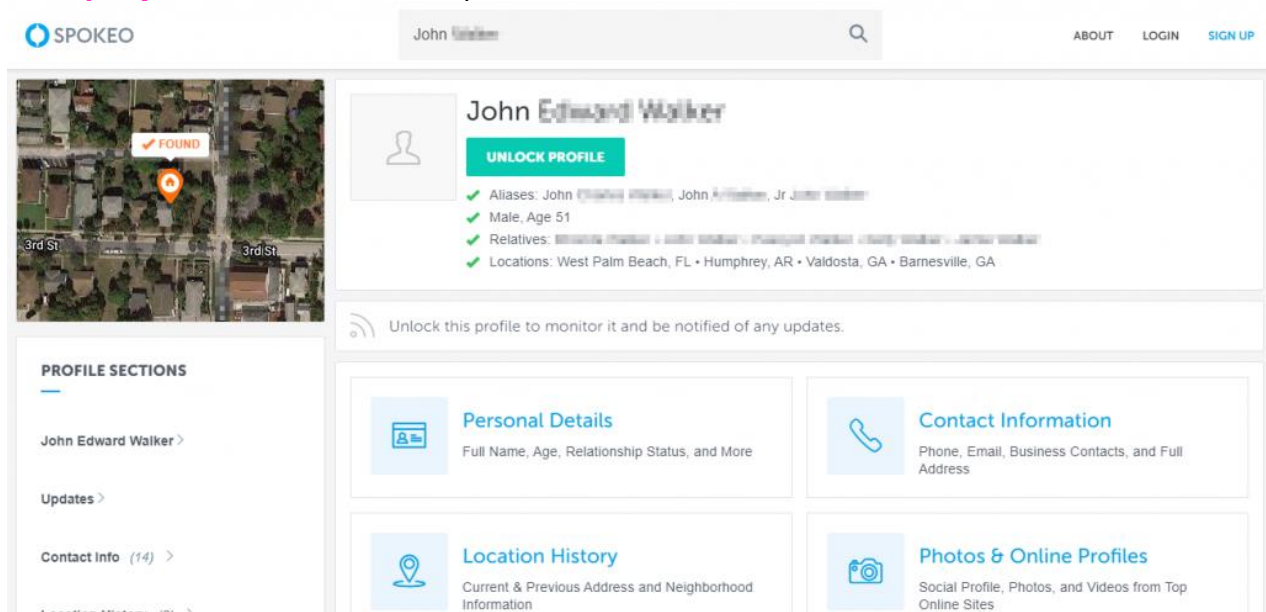 SPOKEO
John
ABOUT LOGIN SIGN UP
FOUND
3rd St
3rd St
John
UNLOCK PROFILE
Aliases: John , John , Jr
Male, Age 51
Relatives:
Locations: West Palm Beach, FL • Humphrey, AR • Valdosta, GA • Barnesville, GA
Unlock this profile to monitor it and be notified of any updates.
PROFILE SECTIONS
John Edward Walker >
Updates >
Contact Info (14) >
Personal Details
Full Name, Age, Relationship Status, and More
Contact Information
Phone, Email, Business Contacts, and Full
Address
Location History
Current & Previous Address and Neighborhood
Information
Photos & Online Profiles
Social Profile, Photos, and Videos from Top
Online Sites